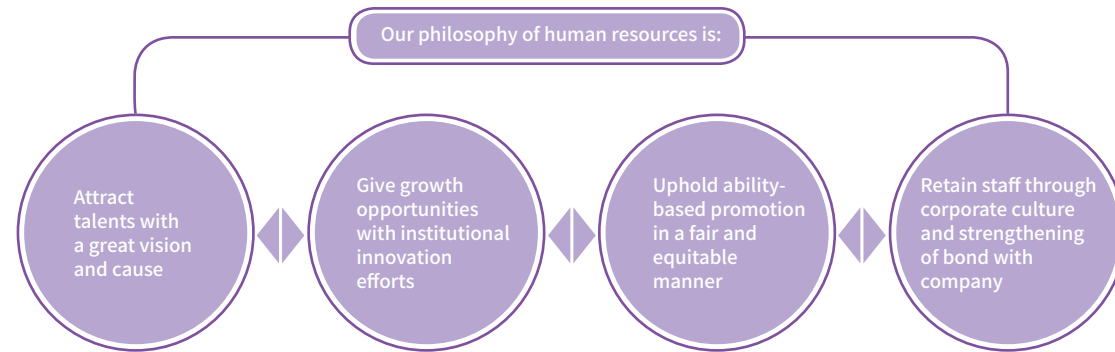 Our philosophy of human resources is:
Attract
talents with
a great vision
and cause
Give growth
opportunities
with institutional
innovation
efforts
Uphold ability-
based promotion
in a fair and
equitable
manner
Retain staff through
corporate culture
and strengthening
of bond with
company